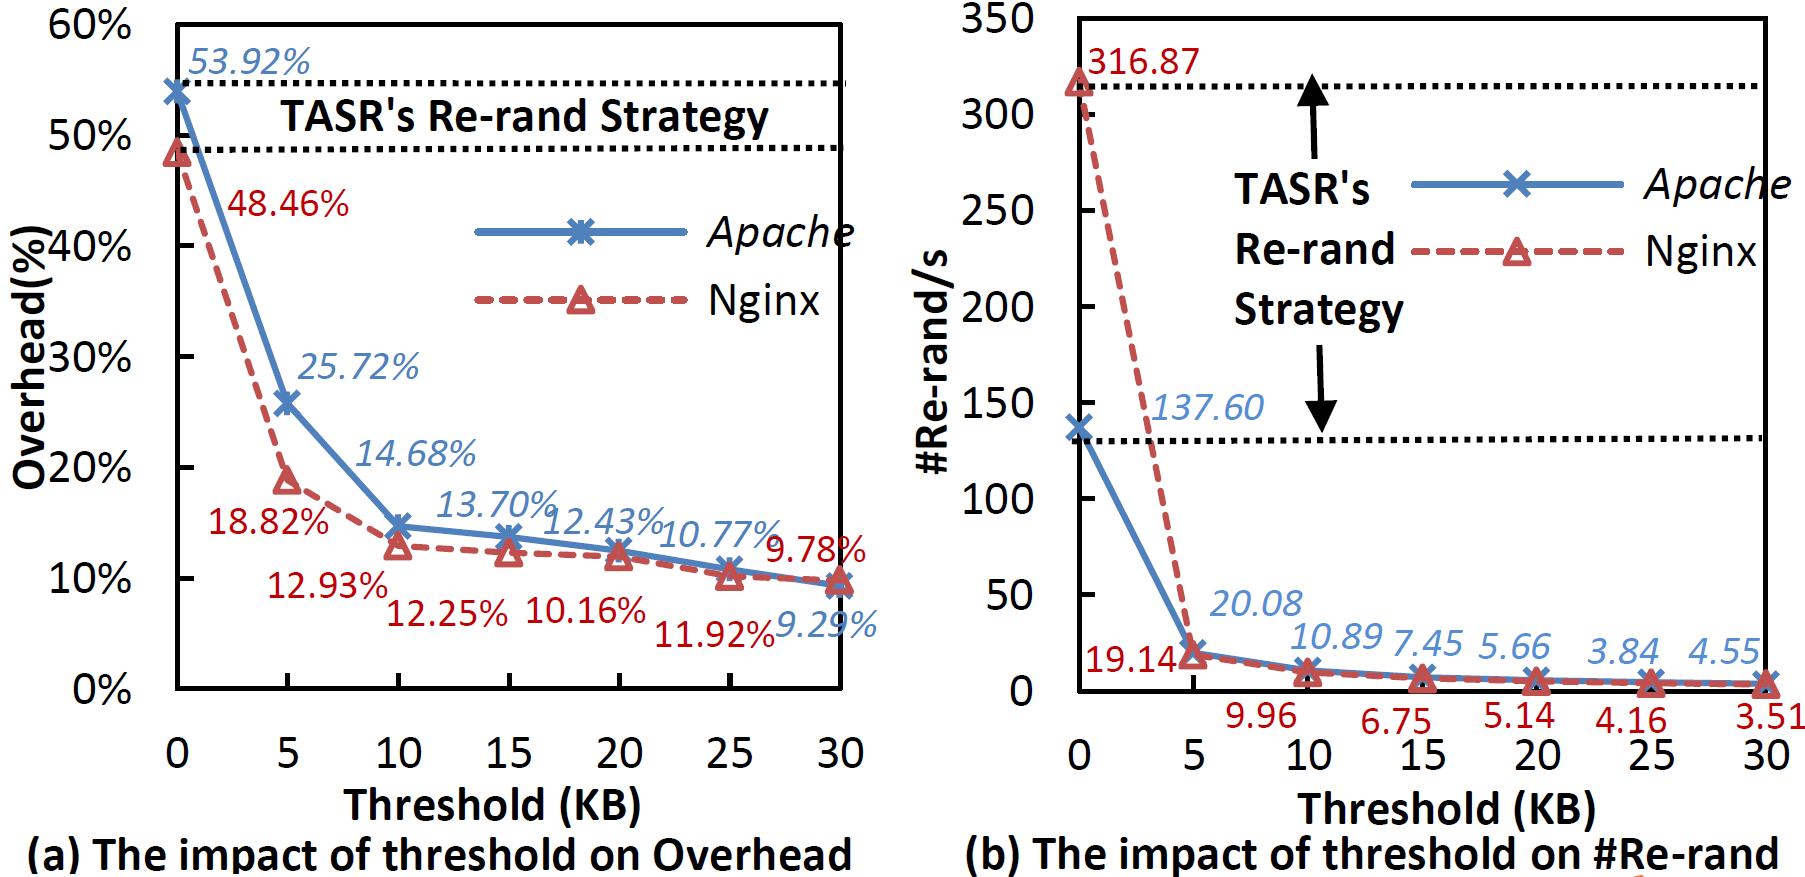 60%
53.92%
TASR's Re-rand Strategy
50%
48.46%
40%
Apache
Nginx
30%
25.72%
20%
14.68%
18.82%
13.70%
12.43%
10.77%
9.78%
10%
12.93%
12.25%
10.16%
11.92%
9.29%
0%
Overhead(%)
0 5 10 15 20 25 30
Threshold (KB)
(a) The impact of threshold on Overhead
350
316.87
300
250
TASR's
Re-rand
Strategy
Apache
Nginx
200
150
137.60
100
50
20.08
10.89
7.45
5.66
3.84
4.55
19.14
0
9.96
6.75
5.14
4.16
3.51
#Re-rand/s
0 5 10 15 20 25 30
Threshold (KB)
(b) The impact of threshold on #Re-rand